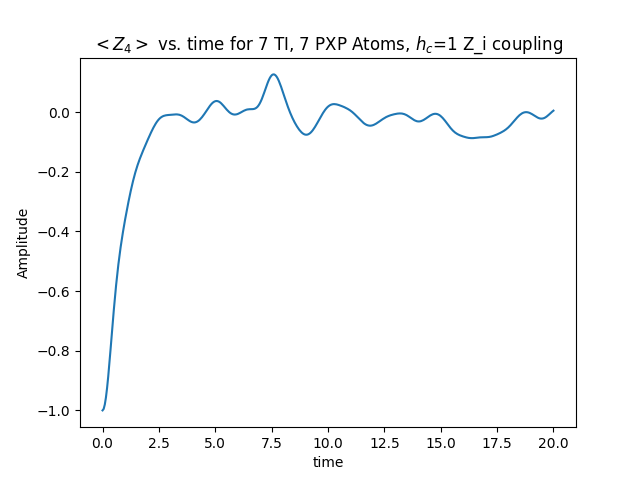 < Z₄ > vs. time for 7 TI, 7 PXP Atoms, h_c=1 Z_i coupling
0.0
−0.2
−0.4
−0.6
−0.8
−1.0
Amplitude
0.0 2.5 5.0 7.5 10.0 12.5 15.0 17.5 20.0
time